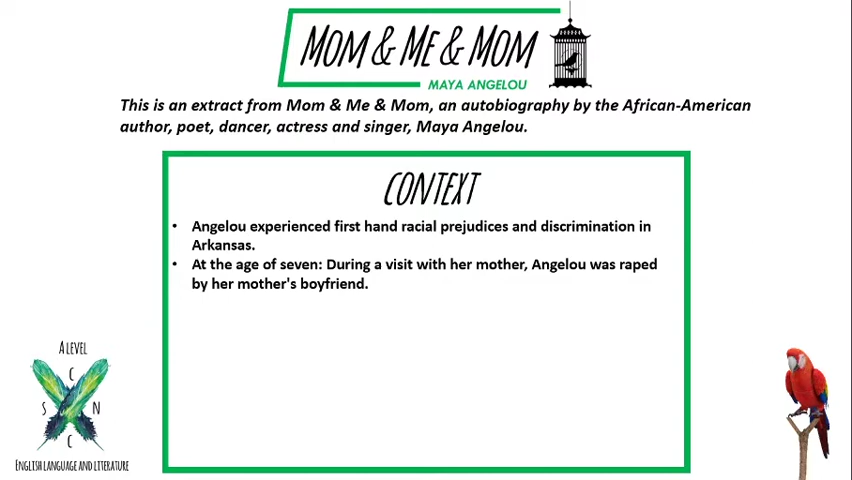 MOM & ME & MOM
MAYA ANGELOU
This is an extract from Mom & Me & Mom, an autobiography by the African-American
author, poet, dancer, actress and singer, Maya Angelou.
CONTEXT
• Angelou experienced first hand racial prejudices and discrimination in
Arkansas.
• At the age of seven: During a visit with her mother, Angelou was raped
by her mother's boyfriend.
A LEVEL
C
S N
C
ENGLISH LANGUAGE AND LITERATURE